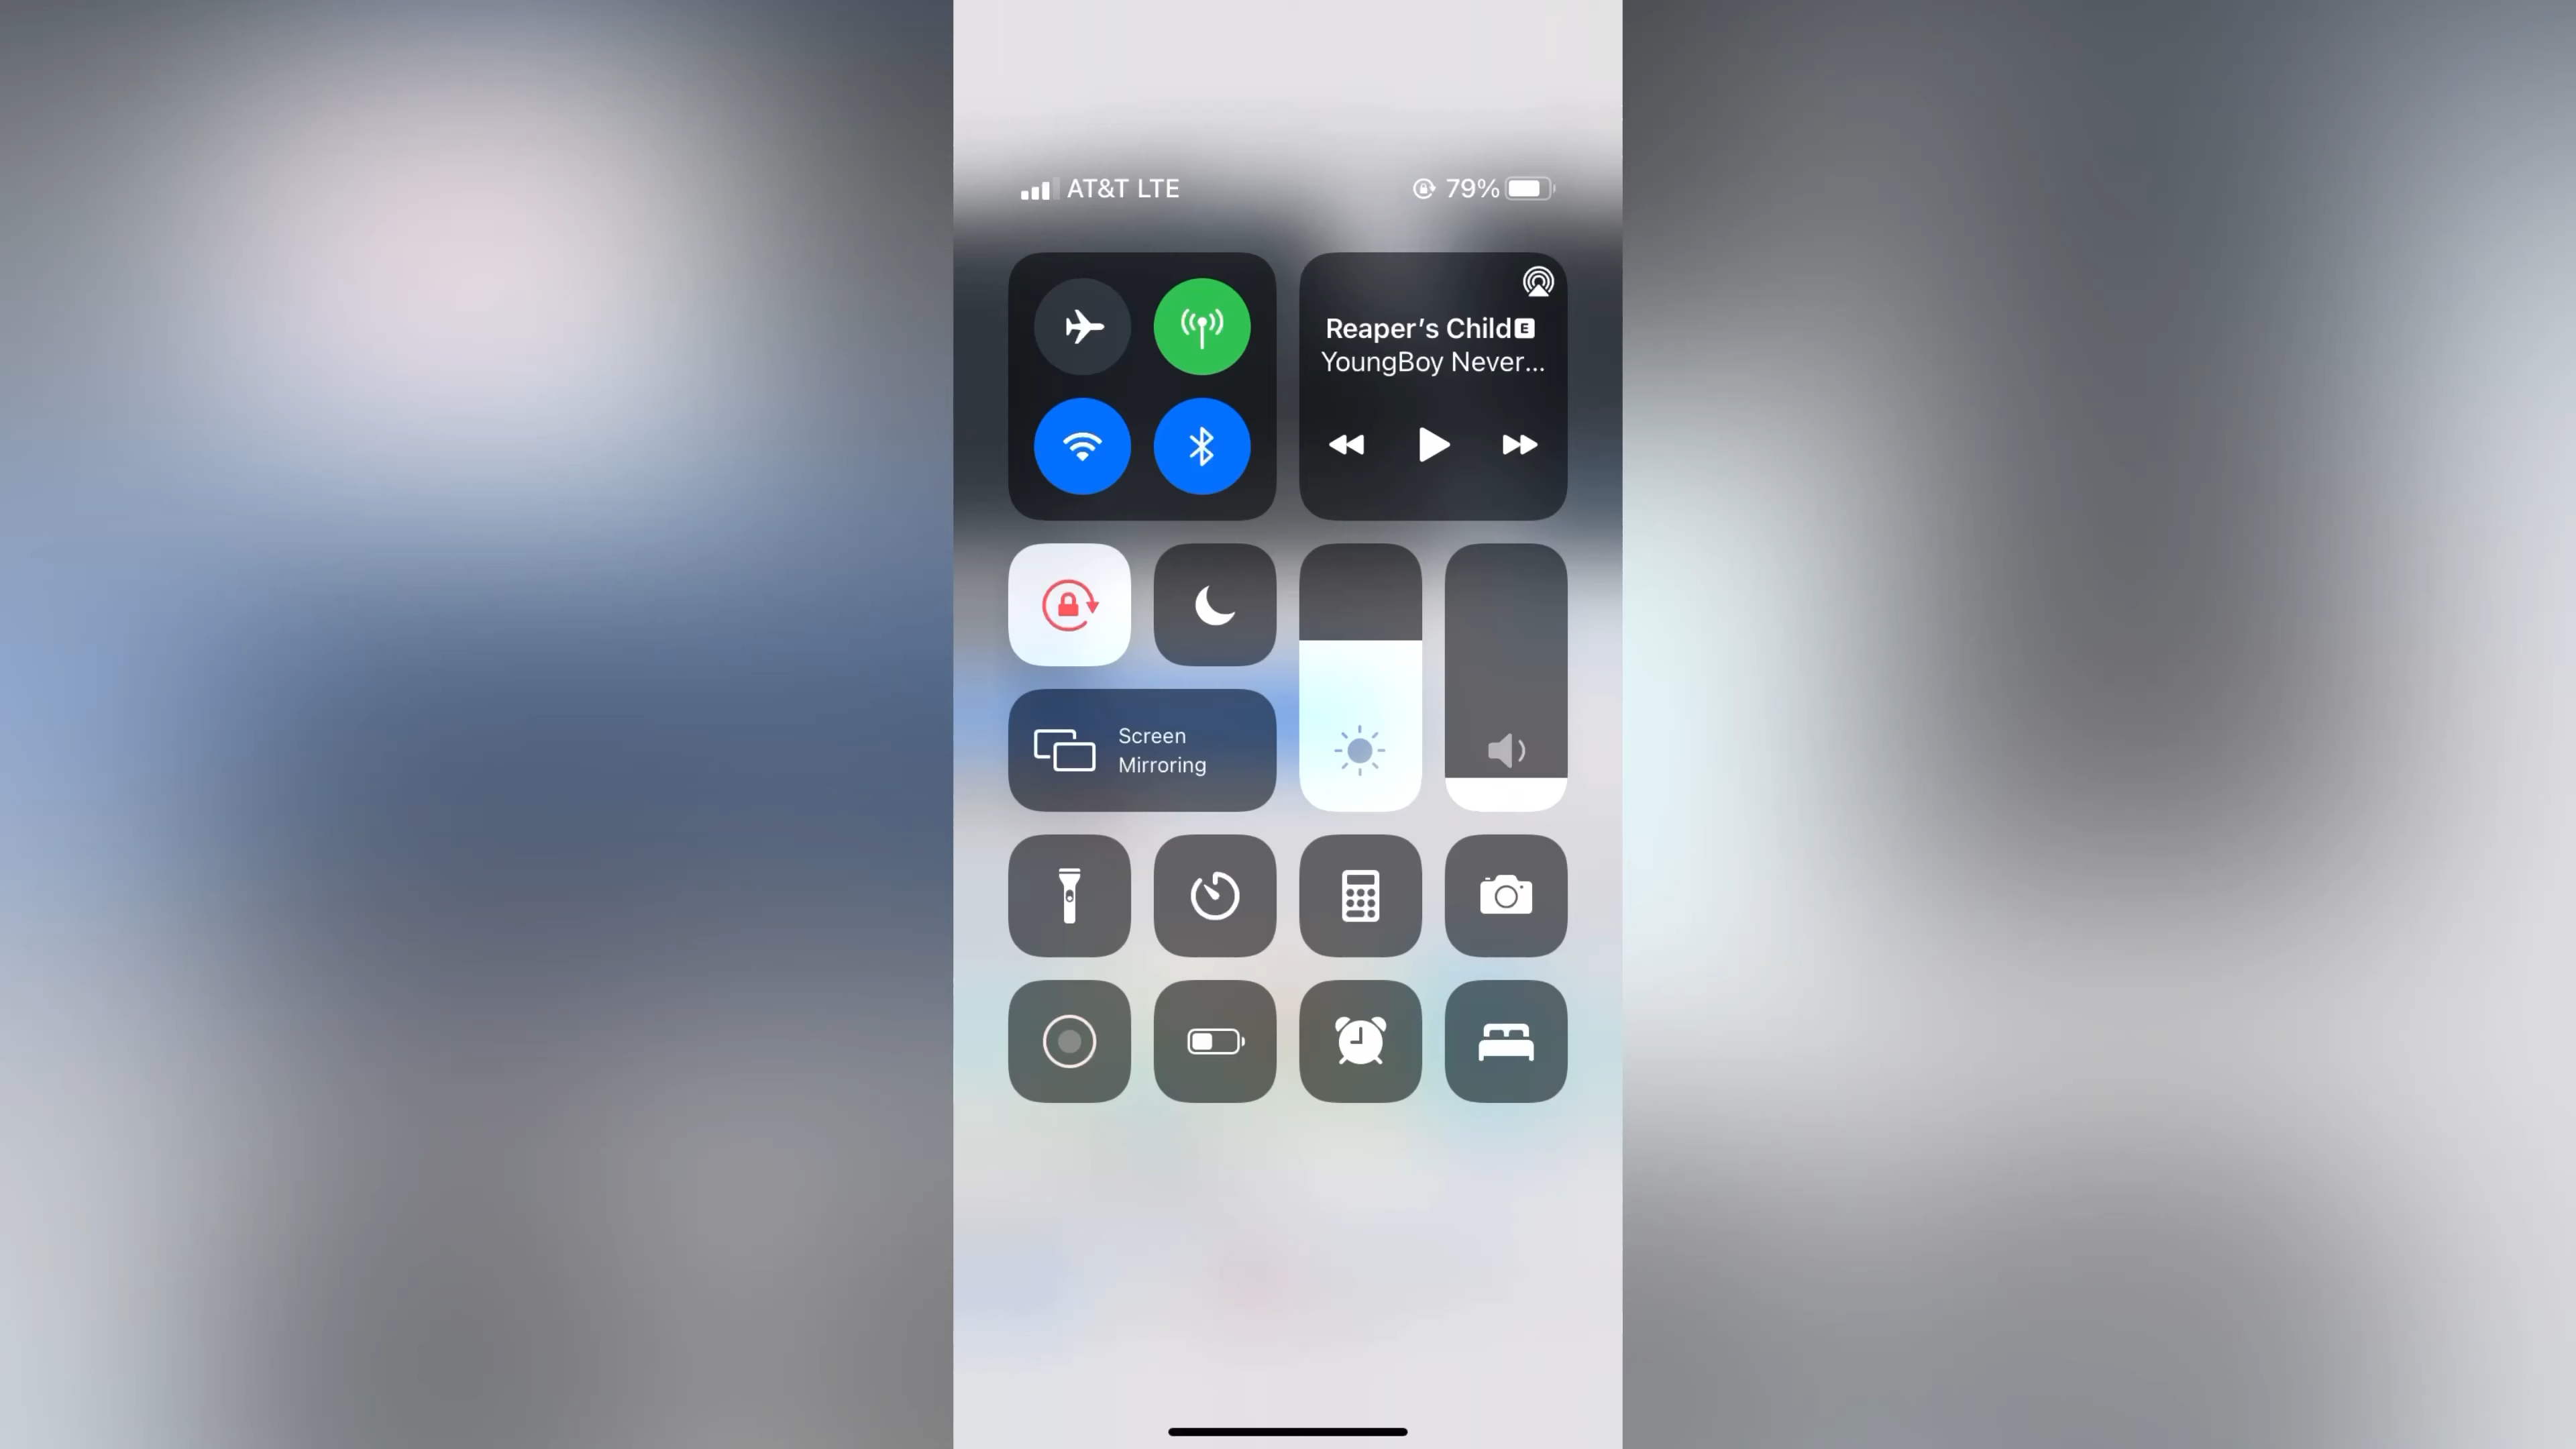 AT&T LTE
79%
Reaper’s Child E
YoungBoy Never...
Screen
Mirroring